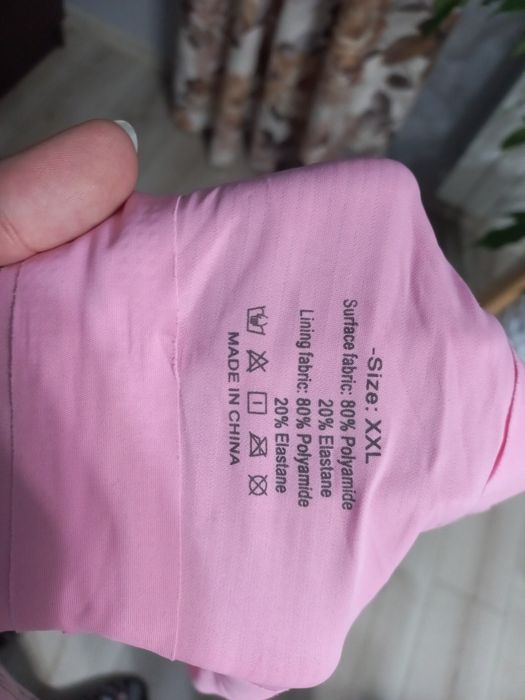 -Size: XXL
Surface fabric: 80% Polyamide
20% Elastane
Lining fabric: 80% Polyamide
20% Elastane
MADE IN CHINA